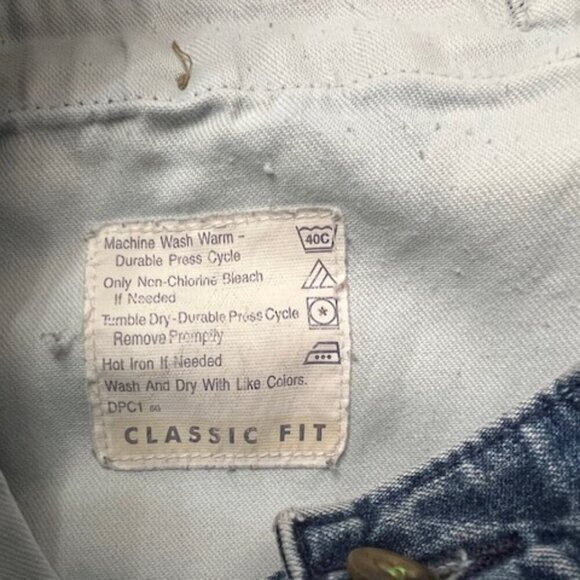 Machine Wash Warm -
Durable Press Cycle
40C
Only Non-Chlorine Bleach
If Needed
Tumble Dry-Durable Press Cycle
Remove Promptly
Hot Iron If Needed
Wash And Dry With Like Colors.
DPC1
CLASSIC FIT